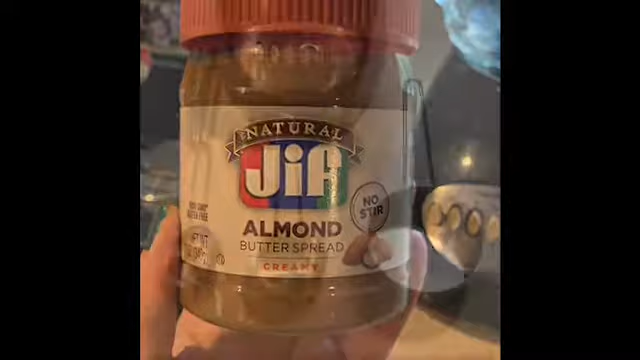 NATURAL
Jif
NO
STIR
ALMOND
BUTTER SPREAD
CREAMY